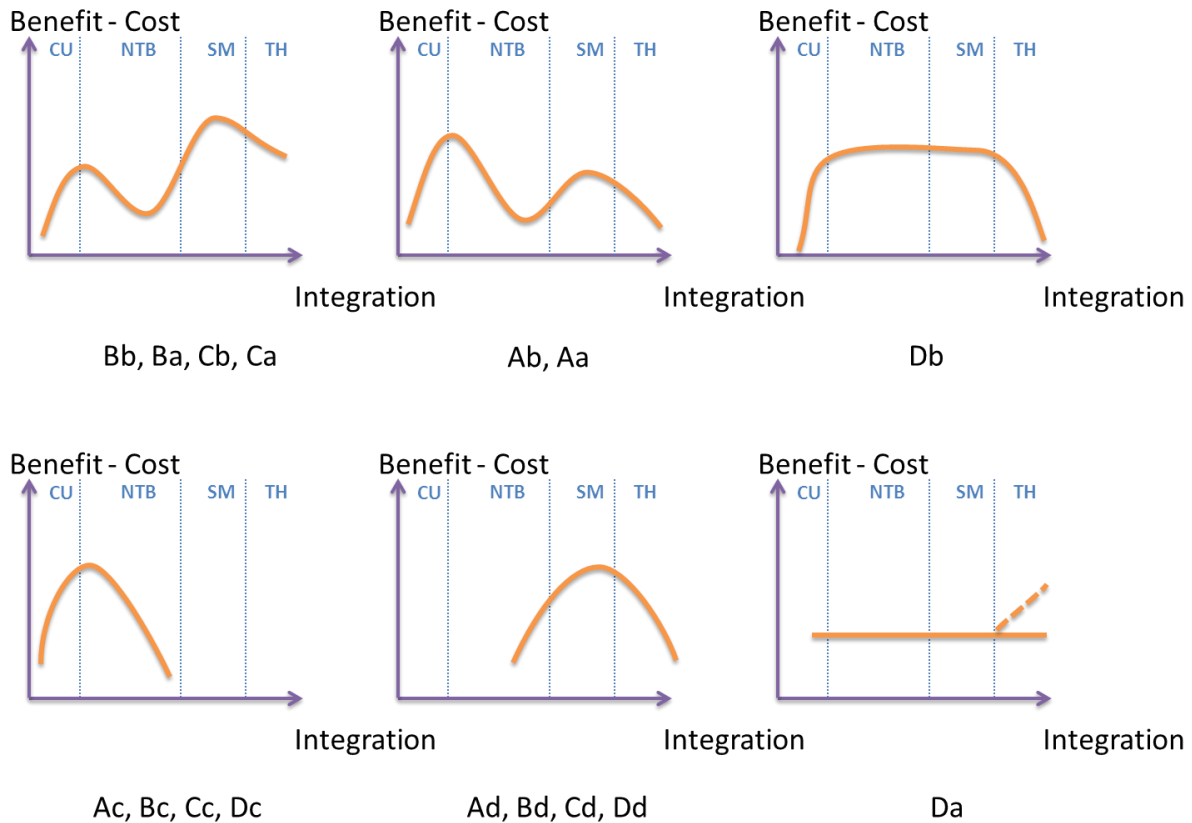 Benefit - Cost
CU NTB SM TH
Integration
Bb, Ba, Cb, Ca
Benefit - Cost
CU NTB SM TH
Integration
Ab, Aa
Benefit - Cost
CU NTB SM TH
Integration
Db
Benefit - Cost
CU NTB SM TH
Integration
Ac, Bc, Cc, Dc
Benefit - Cost
CU NTB SM TH
Integration
Ad, Bd, Cd, Dd
Benefit - Cost
CU NTB SM TH
Integration
Da